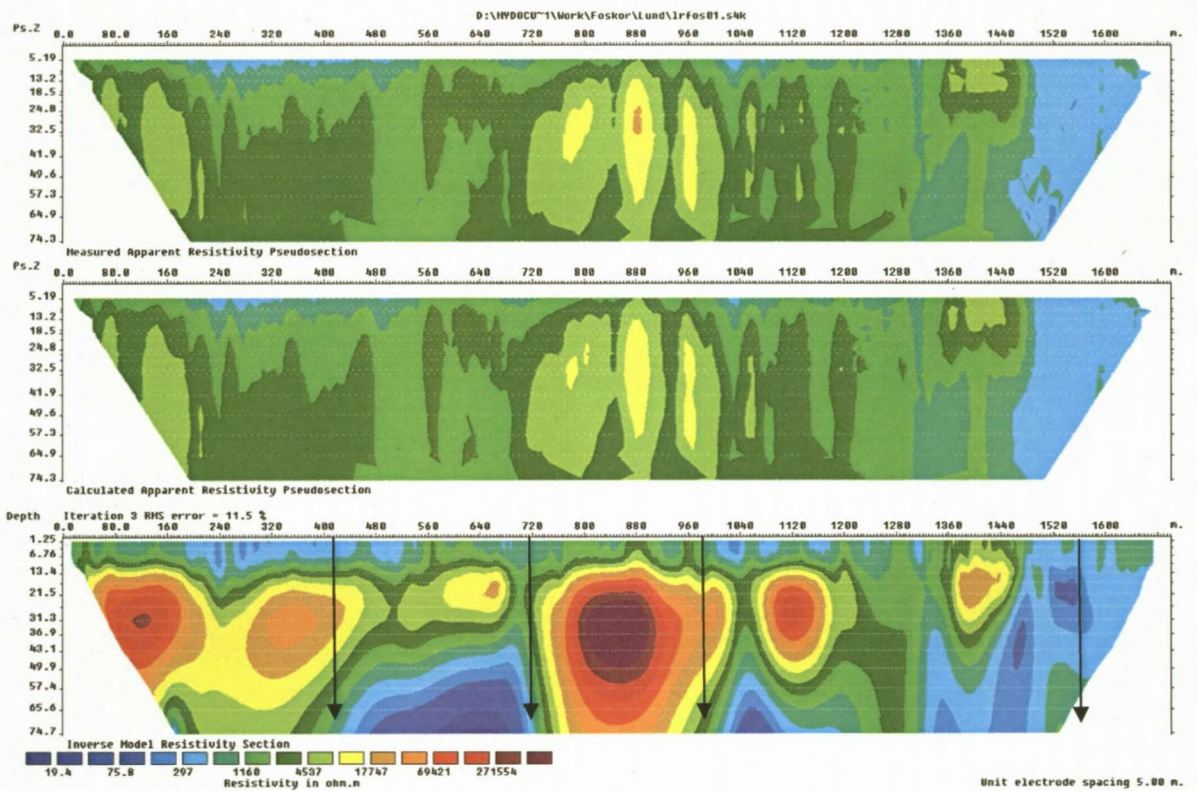 D:\MYDOCU~1\Work\Foskor\Lund\lrfos01.s4k
Ps.Z 0.0 80.0 160 240 320 400 480 560 640 720 800 880 960 1040 1120 1200 1280 1360 1440 1520 1600 m.
5.19
13.2
18.5
24.8
32.5
41.9
49.6
57.3
64.9
74.3
Measured Apparent Resistivity Pseudosection
Ps.Z 0.0 80.0 160 240 320 400 480 560 640 720 800 880 960 1040 1120 1200 1280 1360 1440 1520 1600 m.
5.19
13.2
18.5
24.8
32.5
41.9
49.6
57.3
64.9
74.3
Calculated Apparent Resistivity Pseudosection
Depth Iteration 3 RMS error = 11.5 %
0.0 80.0 160 240 320 400 480 560 640 720 800 880 960 1040 1120 1200 1280 1360 1440 1520 1600 m.
1.25
6.76
13.4
21.5
31.3
36.9
43.1
49.9
57.4
65.6
74.7
Inverse Model Resistivity Section
19.4 75.8 297 1160 4537 17747 69421 271554
Resistivity in ohm.m
Unit electrode spacing 5.00 m.